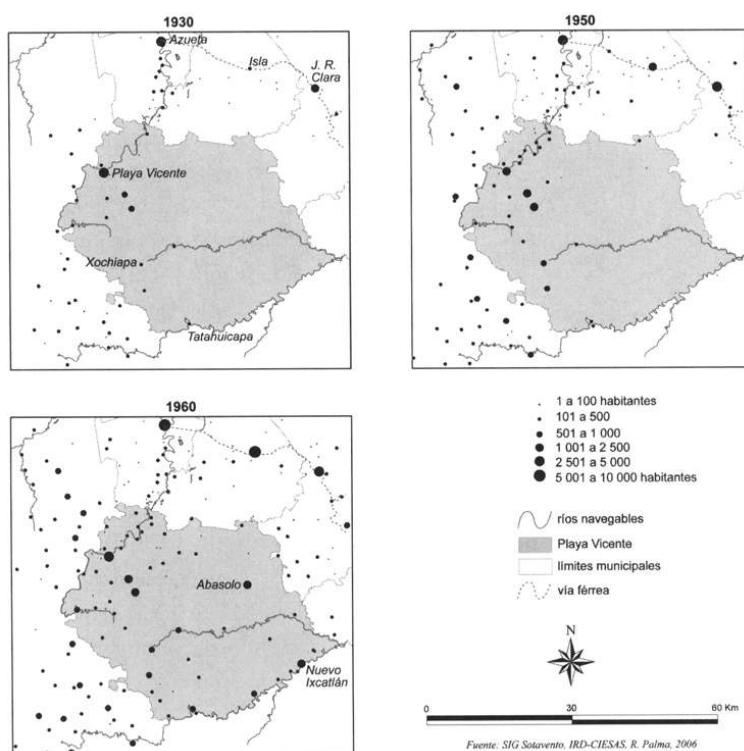 1930
Azueta
Isla
J. R.
Clara
Playa Vicente
Xochiapa
Tatahuicapa
1950
1960
Abasolo
Nuevo
Ixcatlán
1 a 100 habitantes
101 a 500
501 a 1 000
1 001 a 2 500
2 501 a 5 000
5 001 a 10 000 habitantes
ríos navegables
Playa Vicente
límites municipales
vía férrea
N
0 30 60 Km
Fuente: SIG Sotavento, IRD-CIESAS, R. Palma, 2006